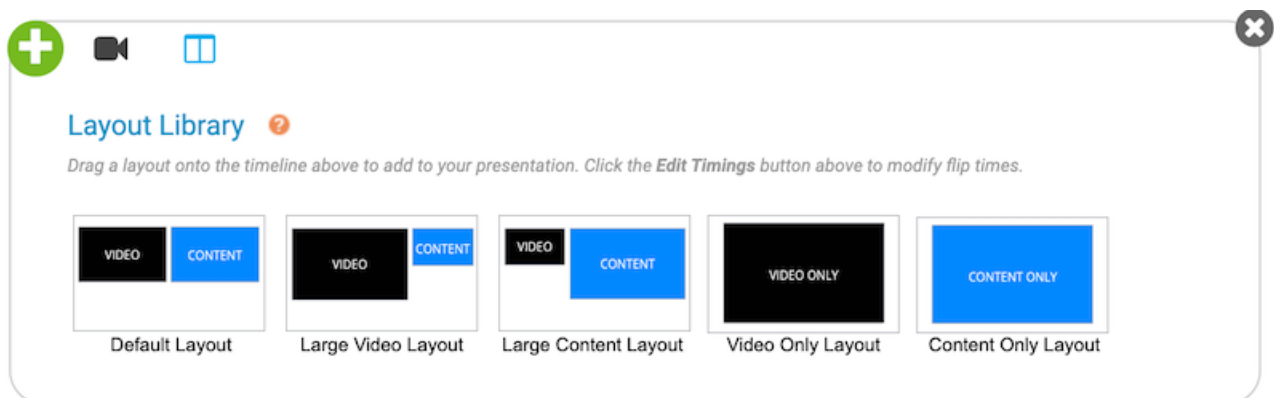 Layout Library ?
Drag a layout onto the timeline above to add to your presentation. Click the Edit Timings button above to modify flip times.
VIDEO CONTENT
VIDEO CONTENT
VIDEO CONTENT
VIDEO ONLY
CONTENT ONLY
Default Layout
Large Video Layout
Large Content Layout
Video Only Layout
Content Only Layout